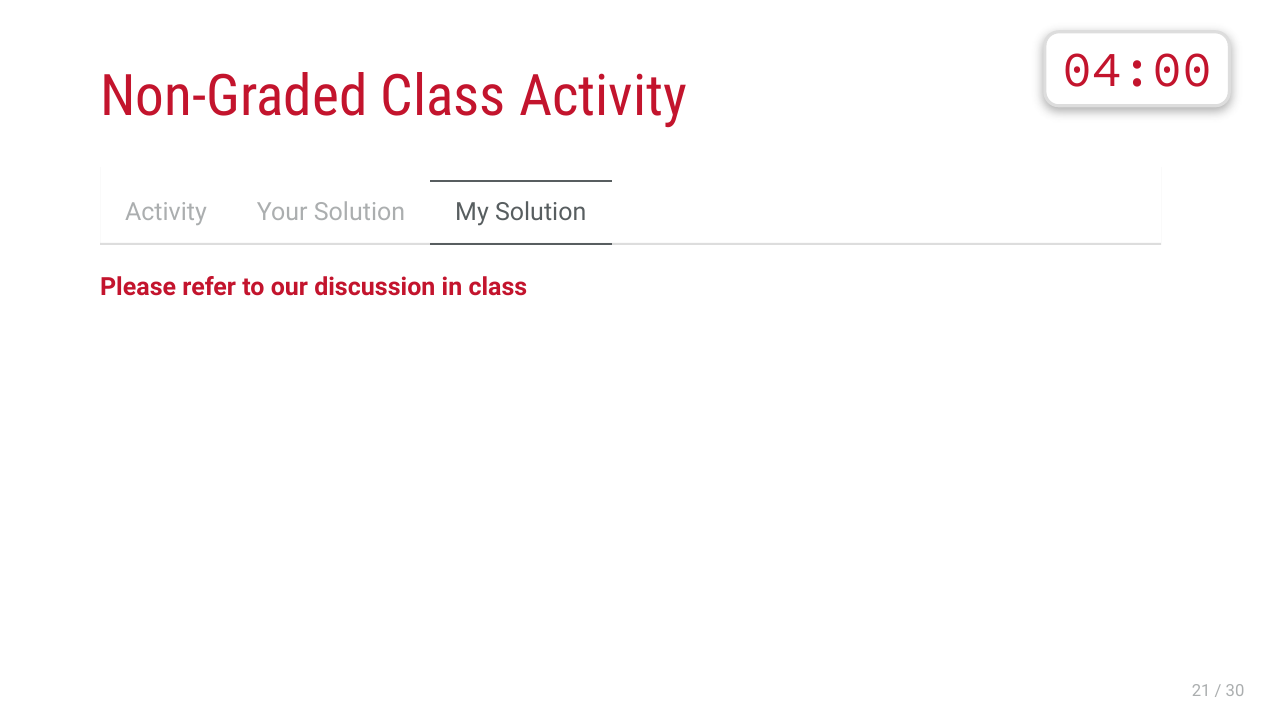 04:00
Non-Graded Class Activity
Activity Your Solution My Solution
Please refer to our discussion in class
21 / 30